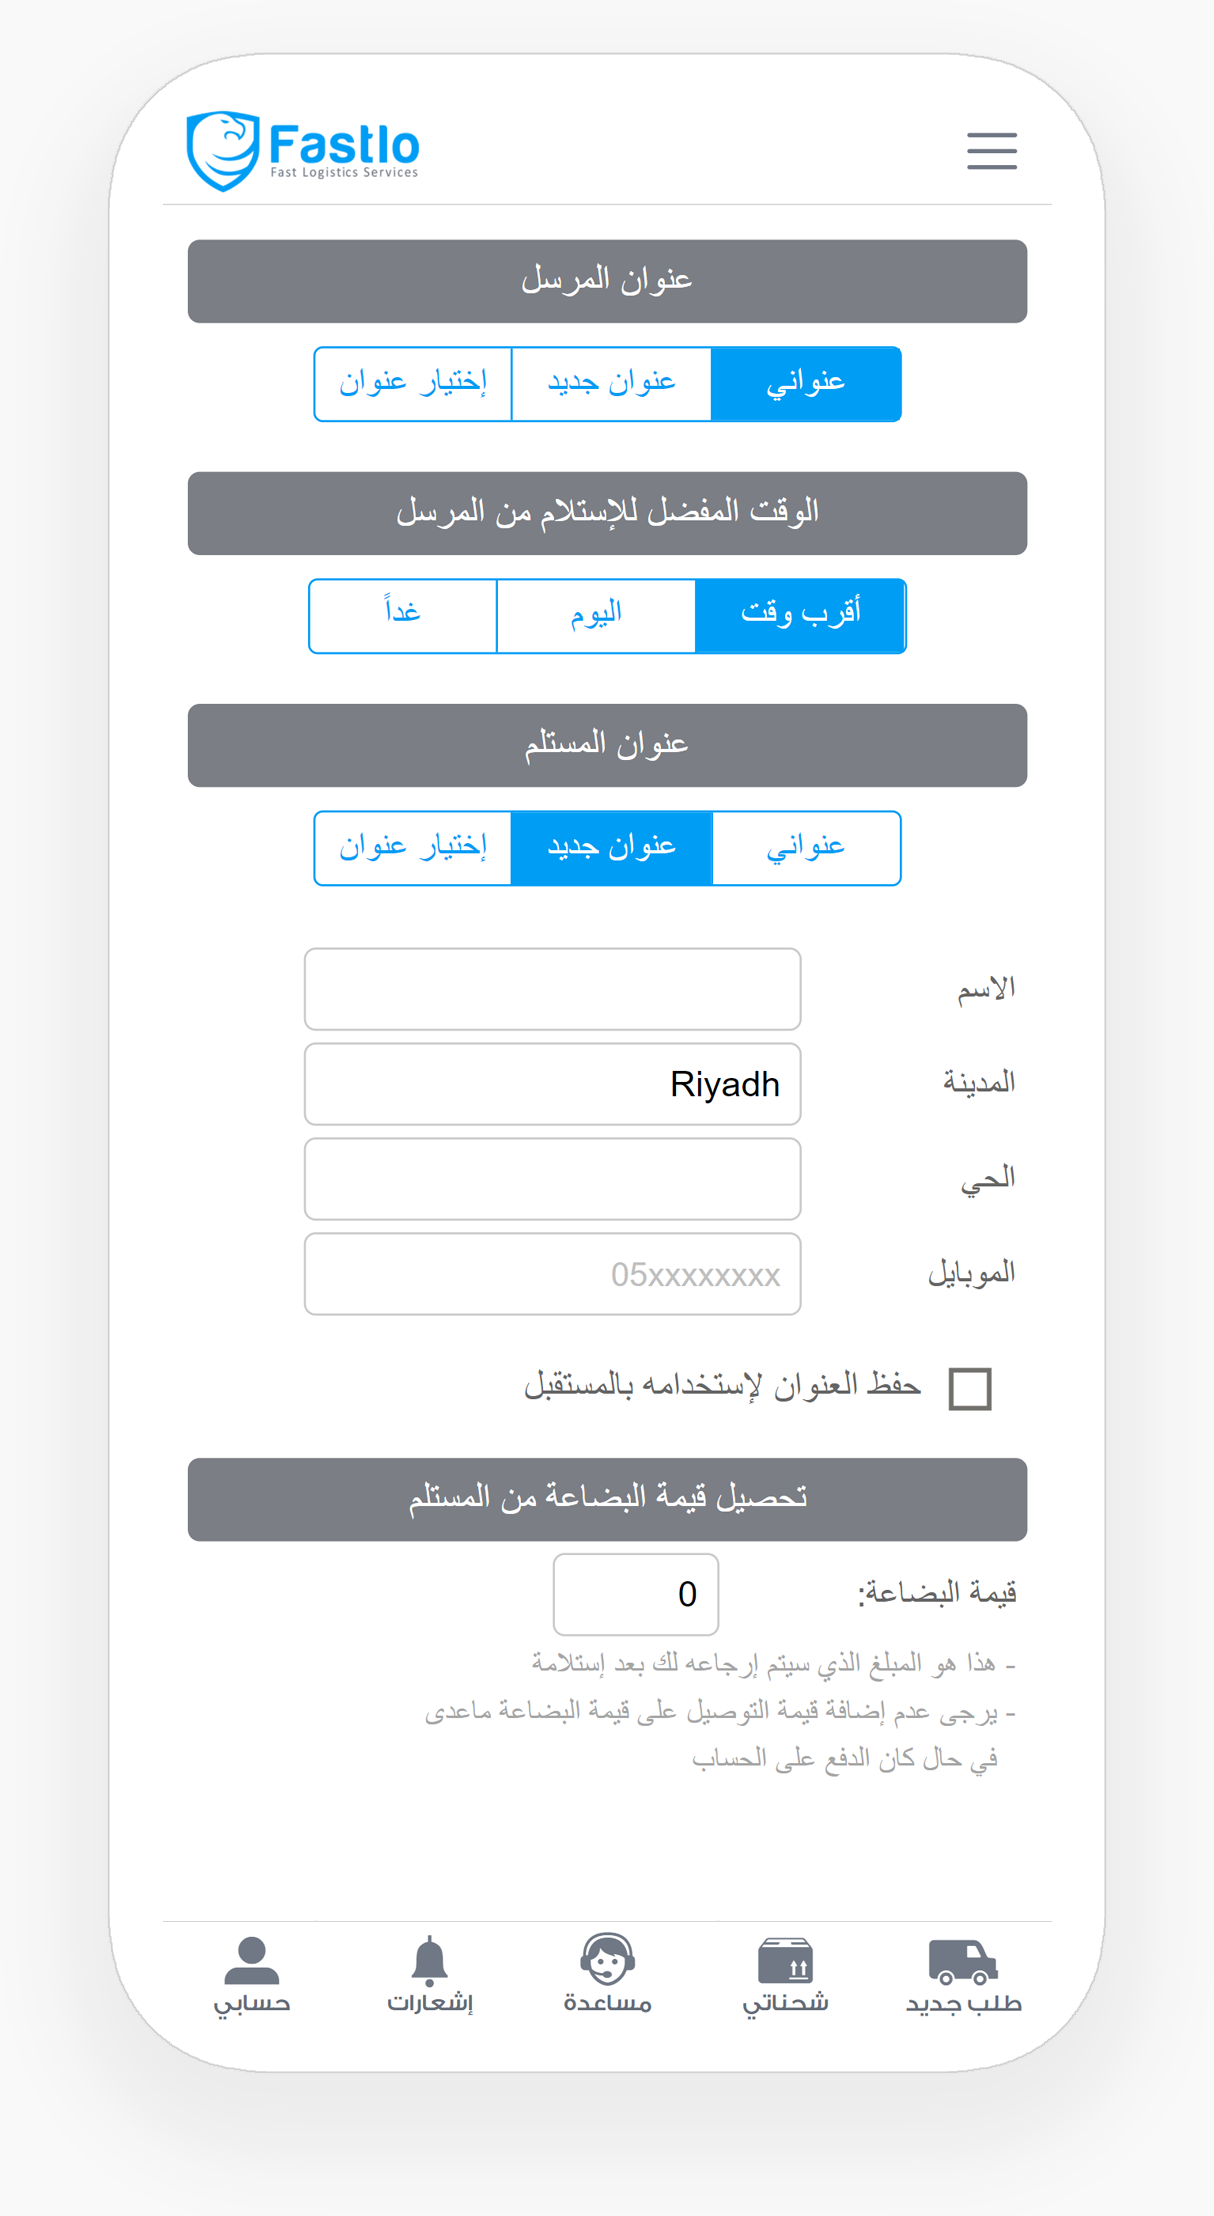 Fastlo
Fast Logistics Services
عنوان المرسل
عنواني
عنوان جديد
إختيار عنوان
الوقت المفضل للإستلام من المرسل
أقرب وقت
اليوم
غداً
عنوان المستلم
عنواني
عنوان جديد
إختيار عنوان
الاسم
المدينة
Riyadh
الحي
الموبايل
05xxxxxxxx
حفظ العنوان لإستخدامه بالمستقبل
تحصيل قيمة البضاعة من المستلم
قيمة البضاعة:
0
- هذا هو المبلغ الذي سيتم إرجاعه لك بعد إستلامة
- يرجى عدم إضافة قيمة التوصيل على قيمة البضاعة ماعدى
في حال كان الدفع على الحساب
طلب جديد
شحناتي
مساعدة
إشعارات
حسابي